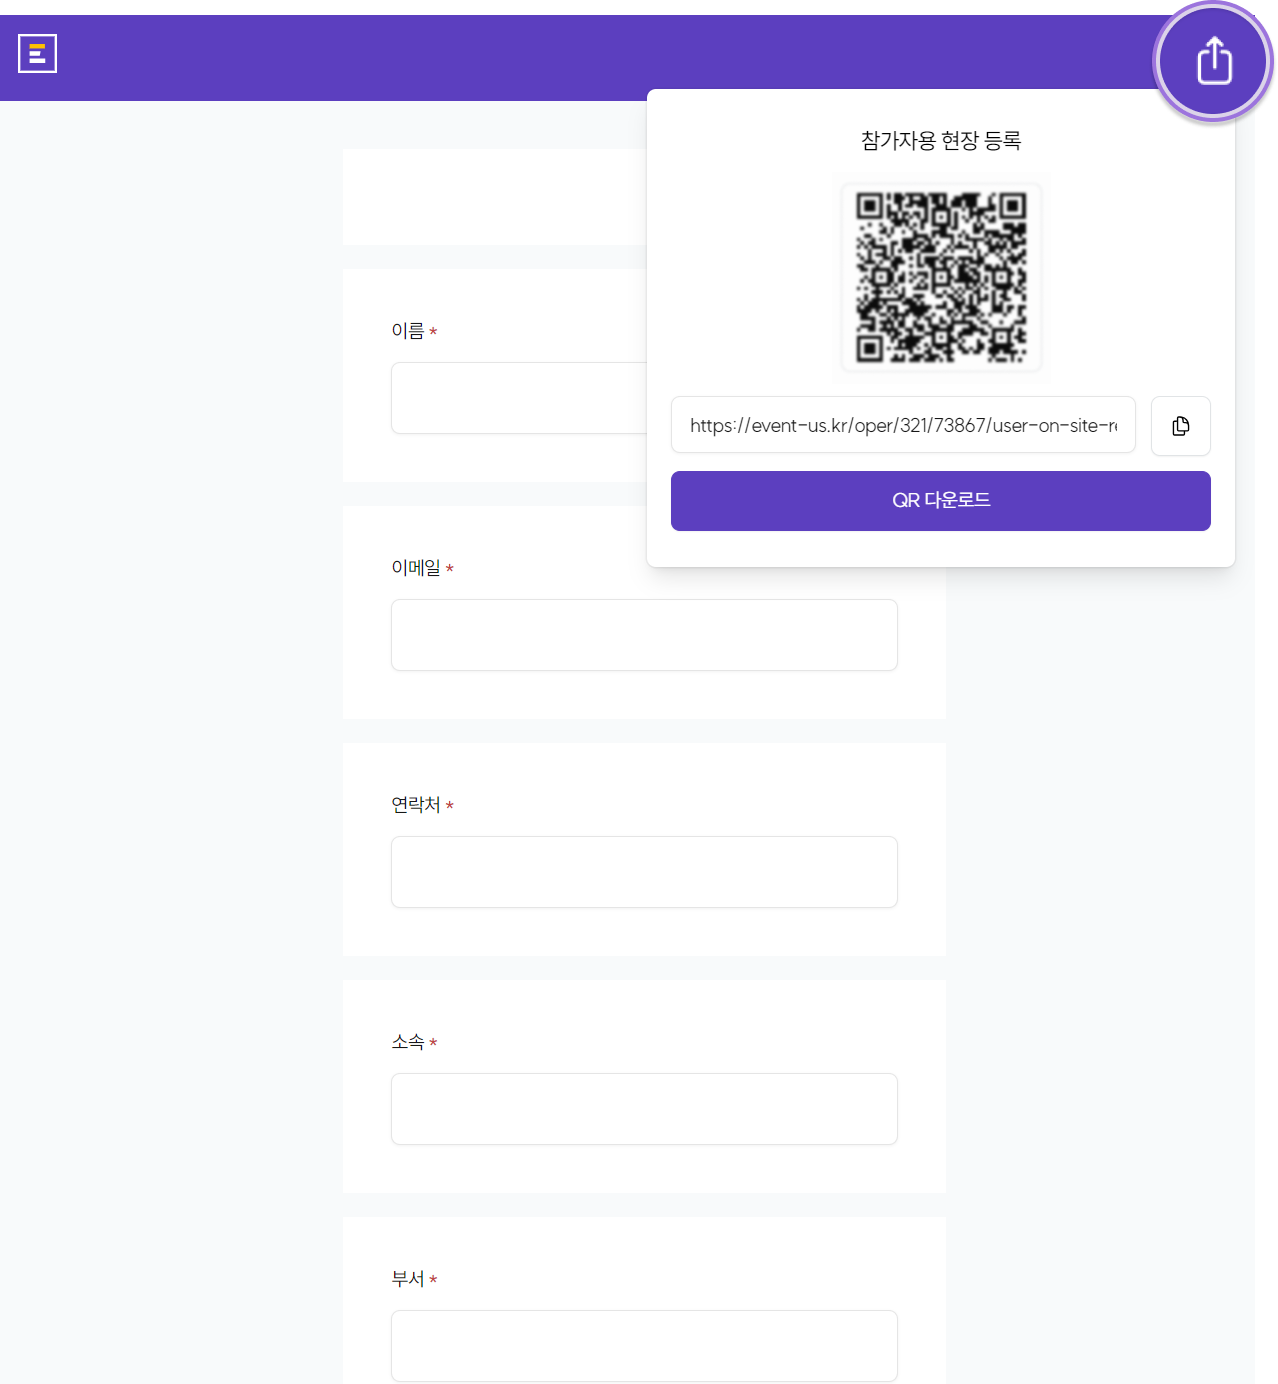 E
참가자용 현장 등록
이름 *
https://event-us.kr/oper/321/73867/user-on-site-re
QR 다운로드
이메일 *
연락처 *
소속 *
부서 *